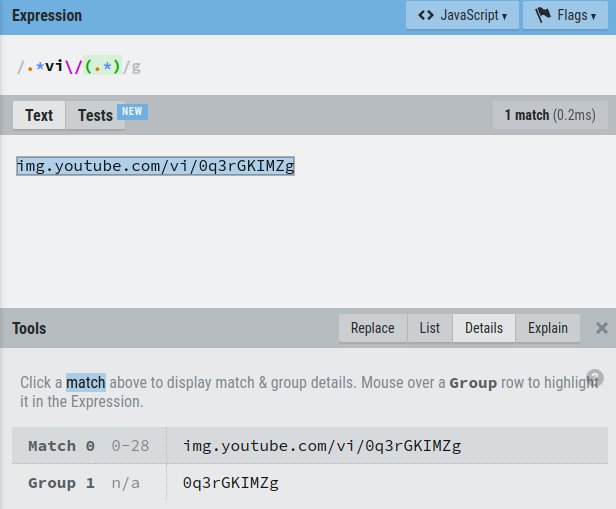 Expression
<> JavaScript ▾
Flags ▾
/.*vi\/(.*)/g
Text
Tests NEW
1 match (0.2ms)
img.youtube.com/vi/0q3rGKIMZg
Tools
Replace
List
Details
Explain
×
Click a match above to display match & group details. Mouse over a Group row to highlight
it in the Expression.
?
Match 0 0-28 img.youtube.com/vi/0q3rGKIMZg
Group 1 n/a 0q3rGKIMZg